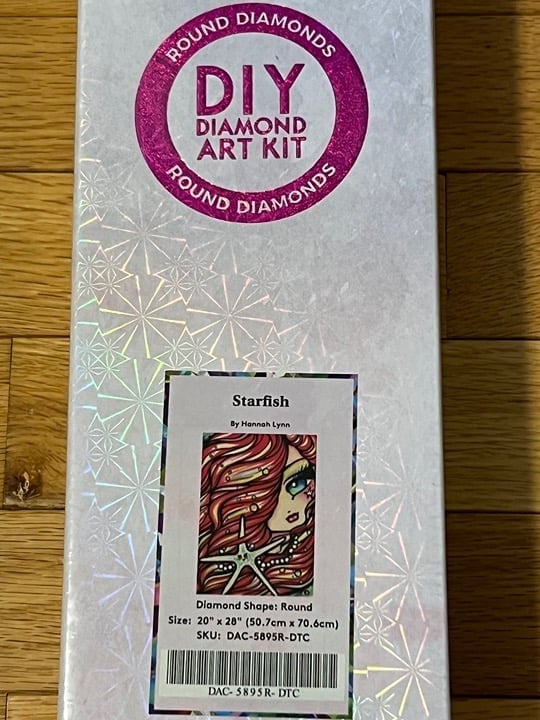 ROUND DIAMONDS
DIY
DIAMOND
ART KIT
ROUND DIAMONDS
Starfish
By Hannah Lynn
Diamond Shape: Round
Size: 20" x 28" (50.7cm x 70.6cm)
SKU: DAC-5895R-DTC
DAC- 5895R- DTC